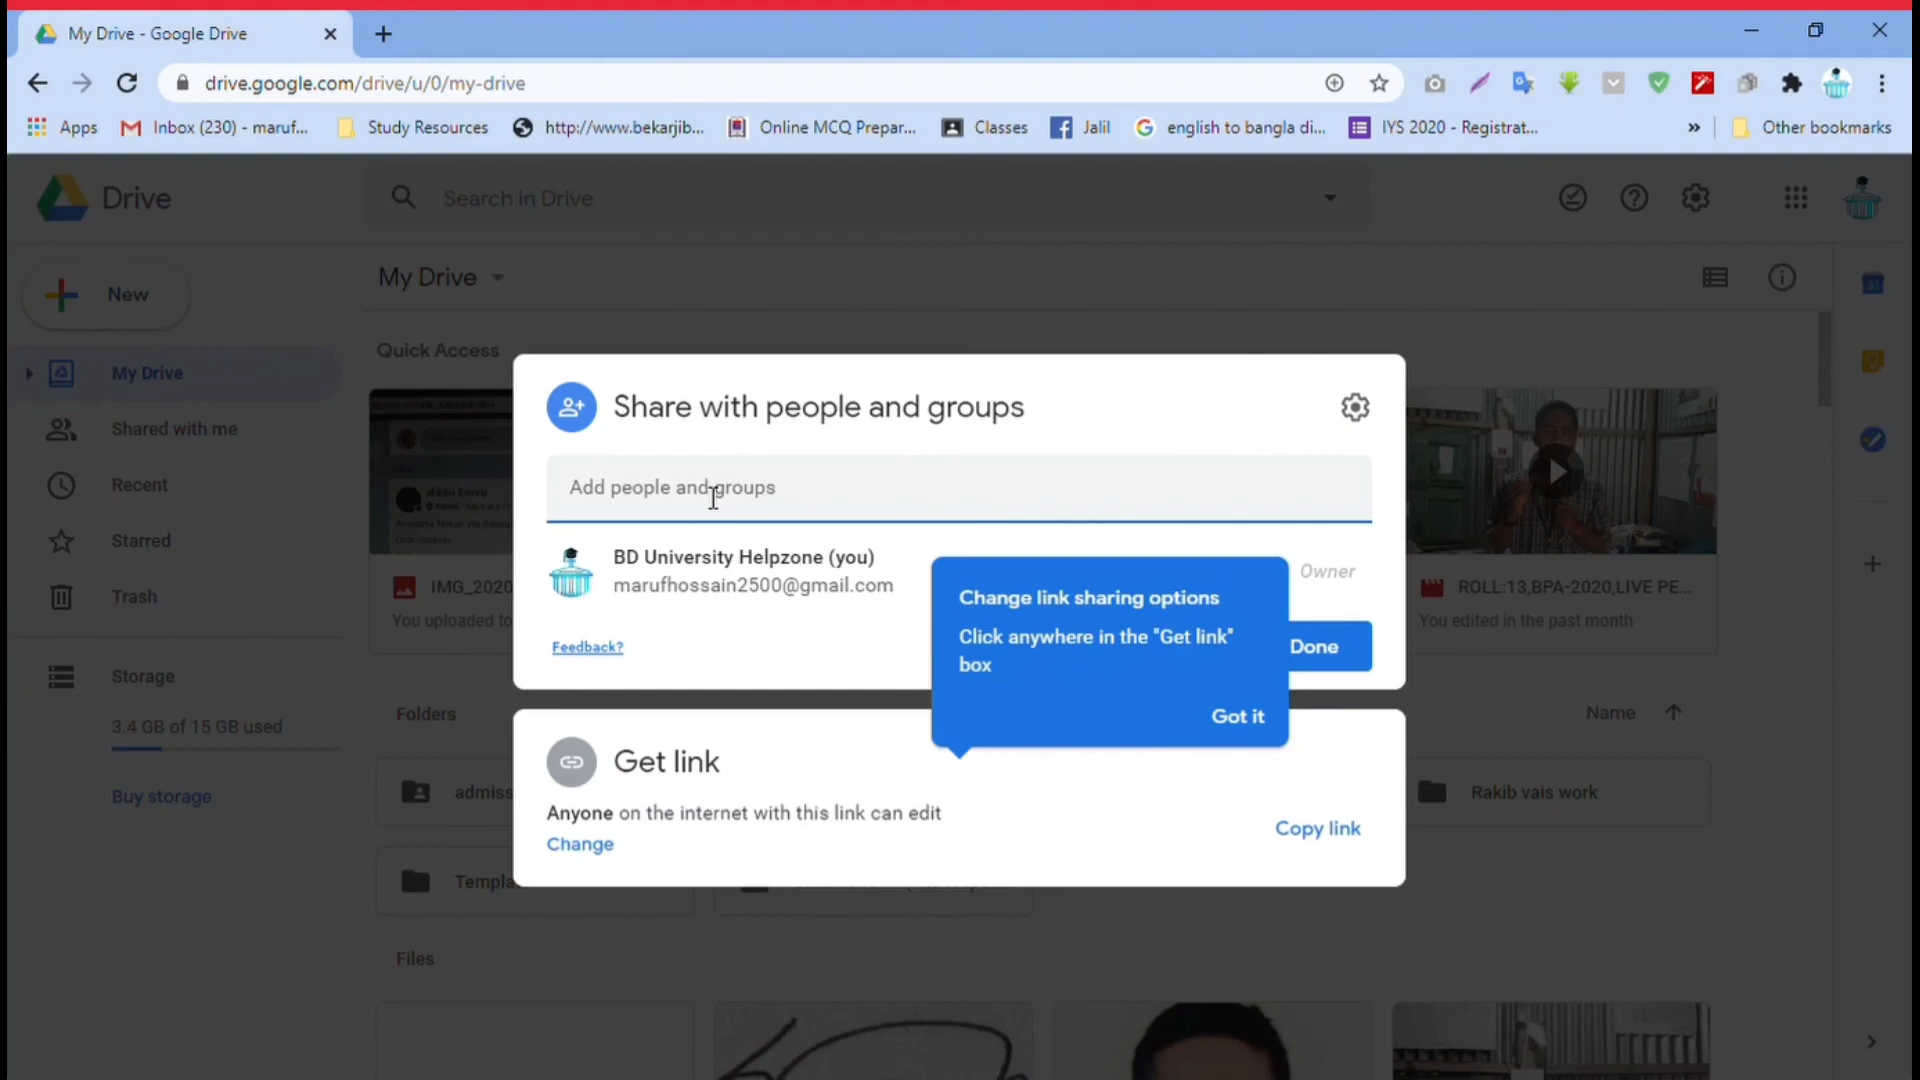 My Drive - Google Drive
drive.google.com/drive/u/0/my-drive
Apps
Inbox (230) - maruf...
Study Resources
http://www.bekarjib...
Online MCQ Prepar...
Classes
Jalil
english to bangla di...
IYS 2020 - Registrat...
»
Other bookmarks
Drive
Search in Drive
New
My Drive
Shared with me
Recent
Starred
Trash
Storage
3.4 GB of 15 GB used
Buy storage
My Drive
Quick Access
Share with people and groups
Add people and groups
BD University Helpzone (you)
marufhossain2500@gmail.com
Owner
Feedback?
Done
Change link sharing options
Click anywhere in the "Get link"
box
Got it
Get link
Anyone on the internet with this link can edit
Change
Copy link
IMG_2020
You uploaded to
ROLL:13,BPA-2020,LIVE PE...
You edited in the past month
Folders
Name
admiss
Rakib vais work
Templa
Files